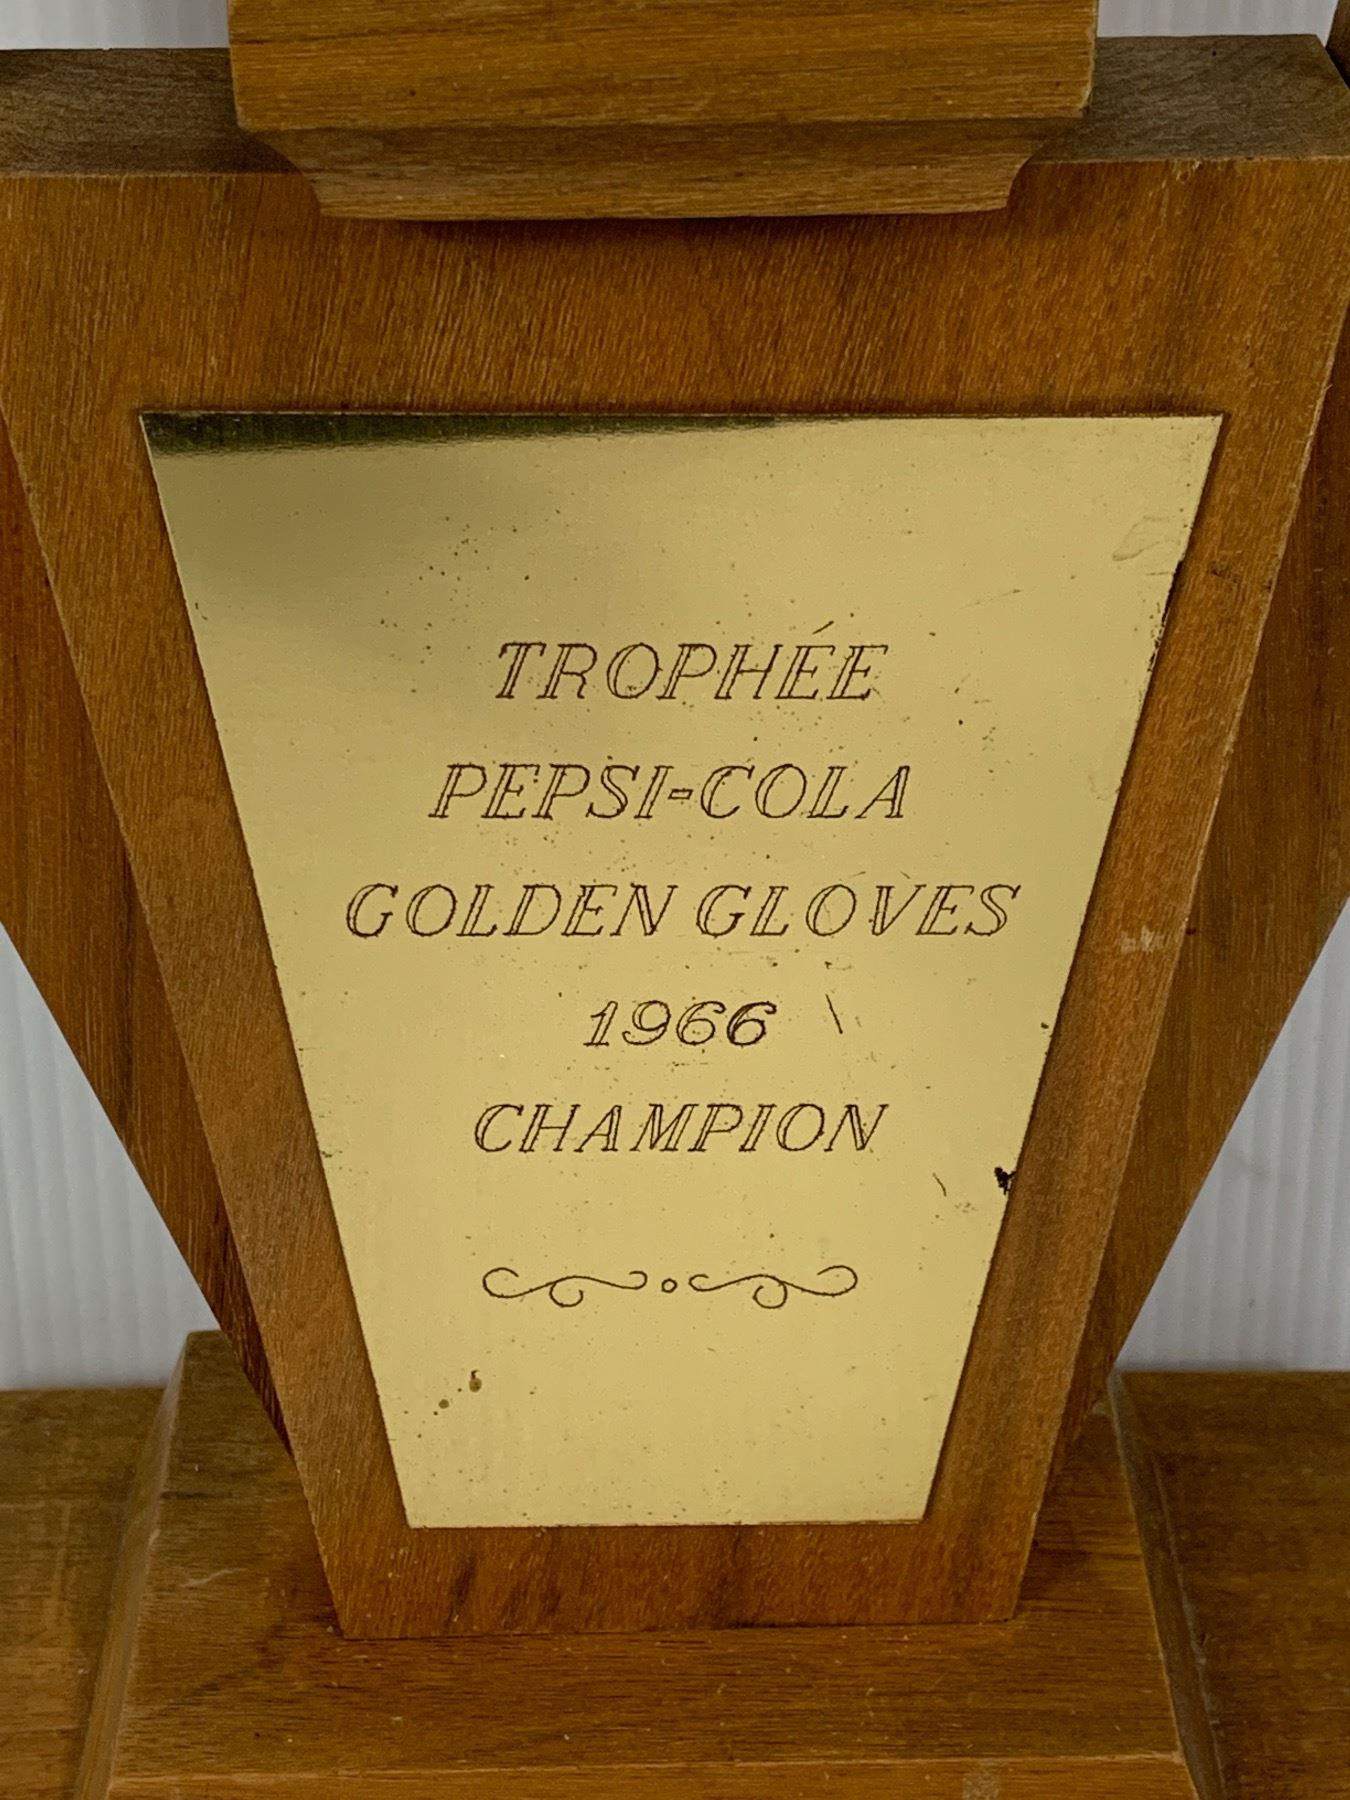 TROPHÉE
PEPSI-COLA
GOLDEN GLOVES
1966
CHAMPION